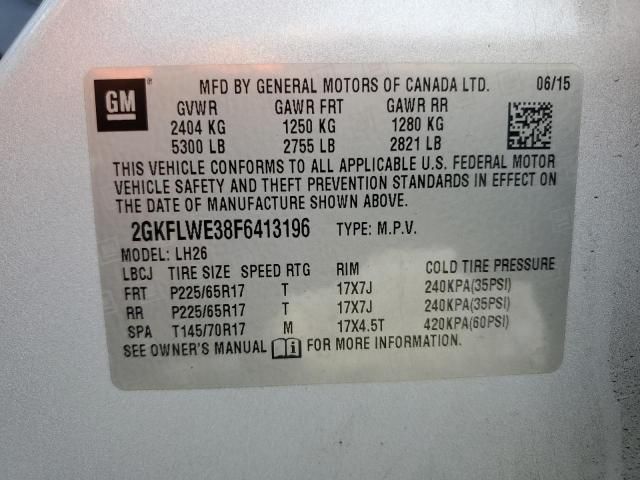 GM
MFD BY GENERAL MOTORS OF CANADA LTD. 06/15
GVWR GAWR FRT GAWR RR
2404 KG 1250 KG 1280 KG
5300 LB 2755 LB 2821 LB
THIS VEHICLE CONFORMS TO ALL APPLICABLE U.S. FEDERAL MOTOR
VEHICLE SAFETY AND THEFT PREVENTION STANDARDS IN EFFECT ON
THE DATE OF MANUFACTURE SHOWN ABOVE.
2GKFLWE38F6413196 TYPE: M.P.V.
MODEL: LH26
LBCJ TIRE SIZE SPEED RTG RIM COLD TIRE PRESSURE
FRT P225/65R17 T 17X7J 240KPA(35PSI)
RR P225/65R17 T 17X7J 240KPA(35PSI)
SPA T145/70R17 M 17X4.5T 420KPA(60PSI)
SEE OWNER'S MANUAL FOR MORE INFORMATION.